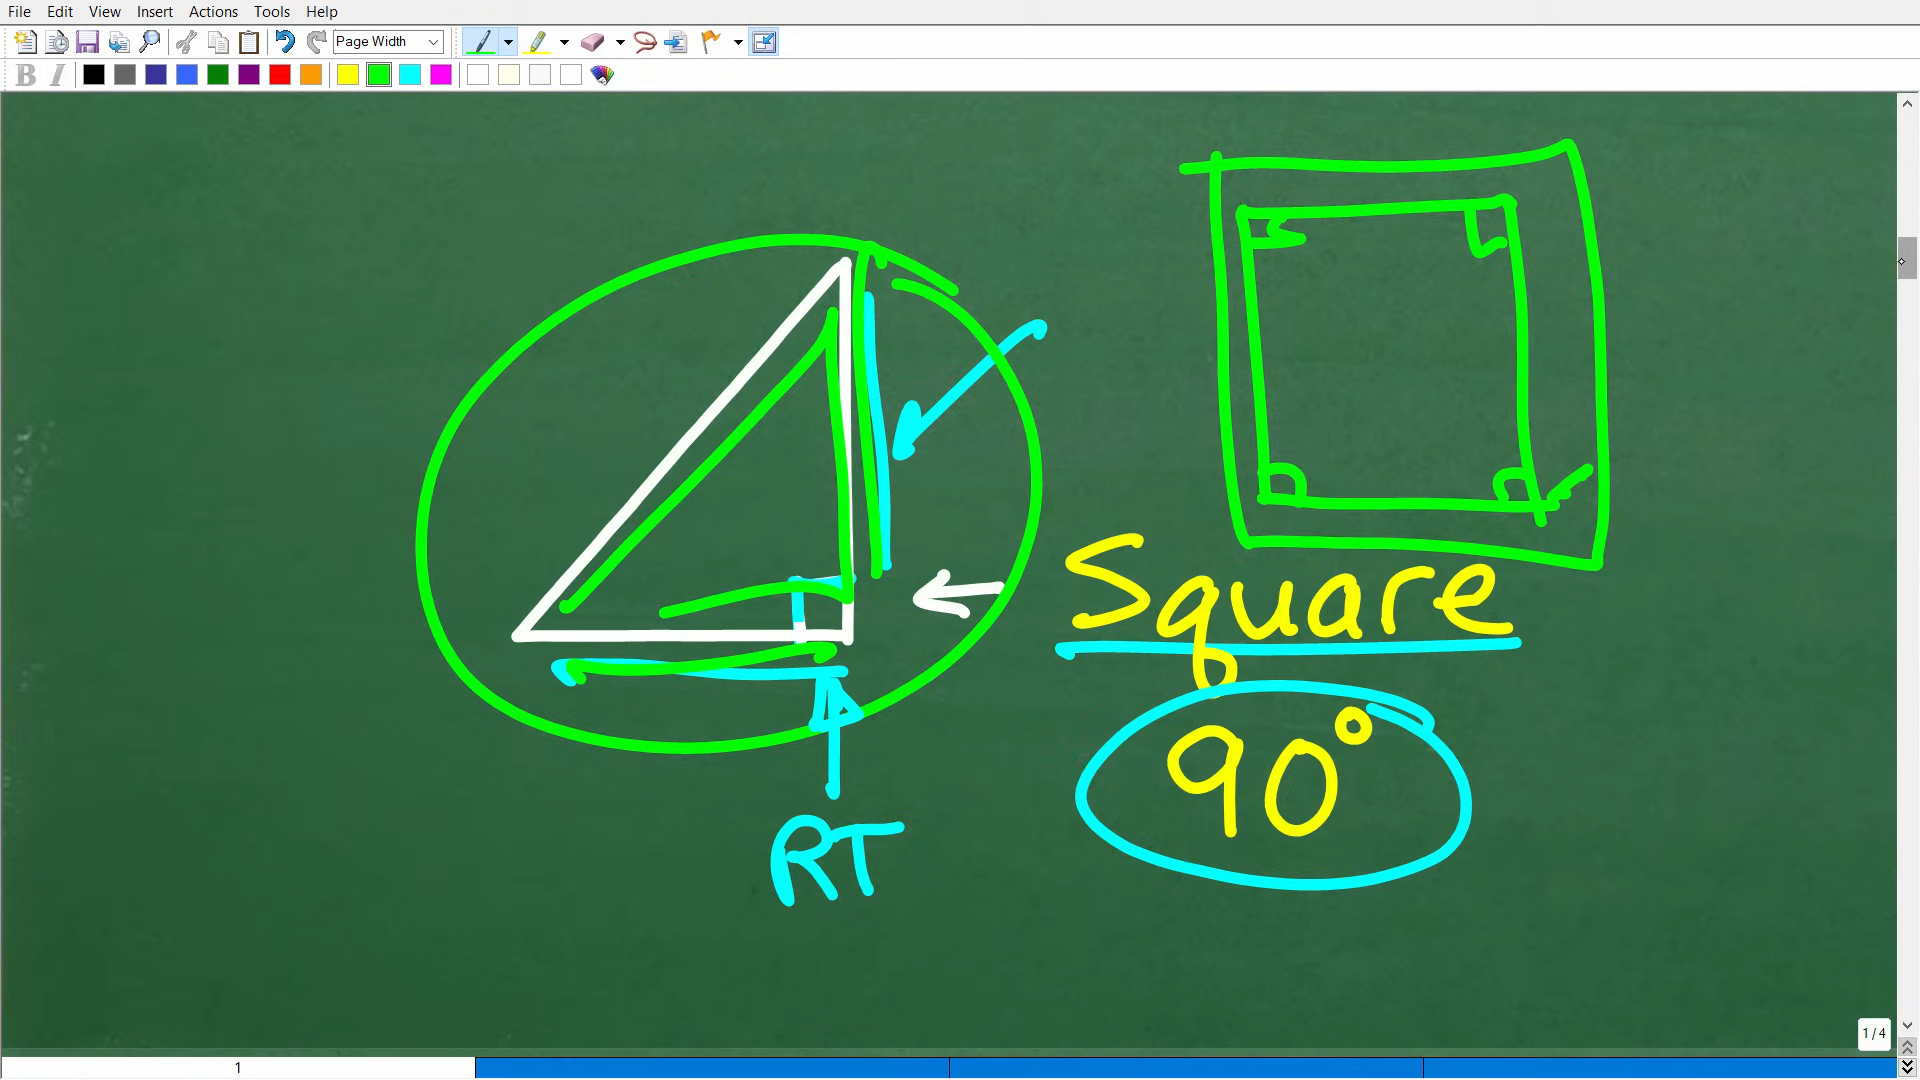 File Edit View Insert Actions Tools Help
Page Width
B I
Square
90°
RT
1 / 4
1